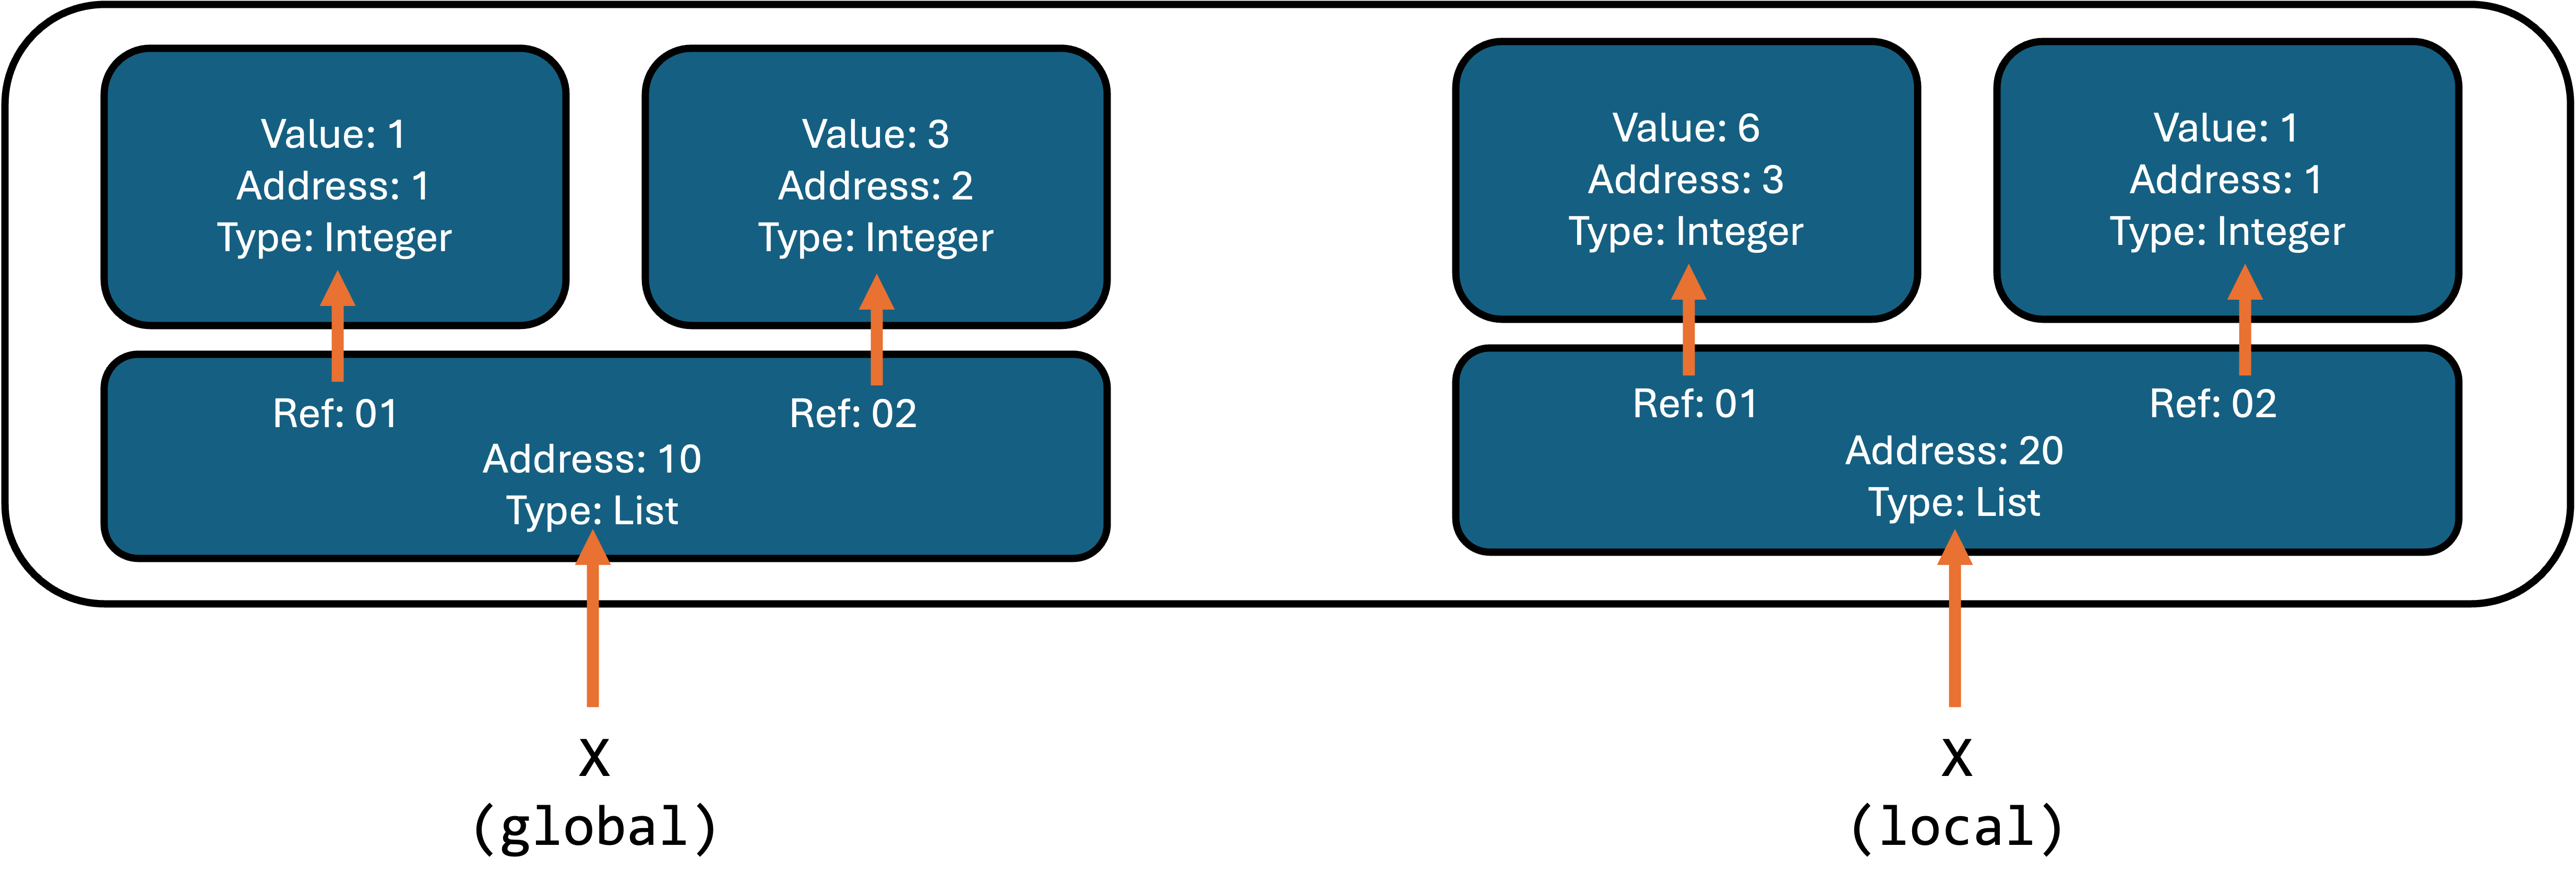 Value: 1
Address: 1
Type: Integer
Value: 3
Address: 2
Type: Integer
Value: 6
Address: 3
Type: Integer
Value: 1
Address: 1
Type: Integer
Ref: 01
Ref: 02
Address: 10
Type: List
Ref: 01
Ref: 02
Address: 20
Type: List
x
(global)
x
(local)